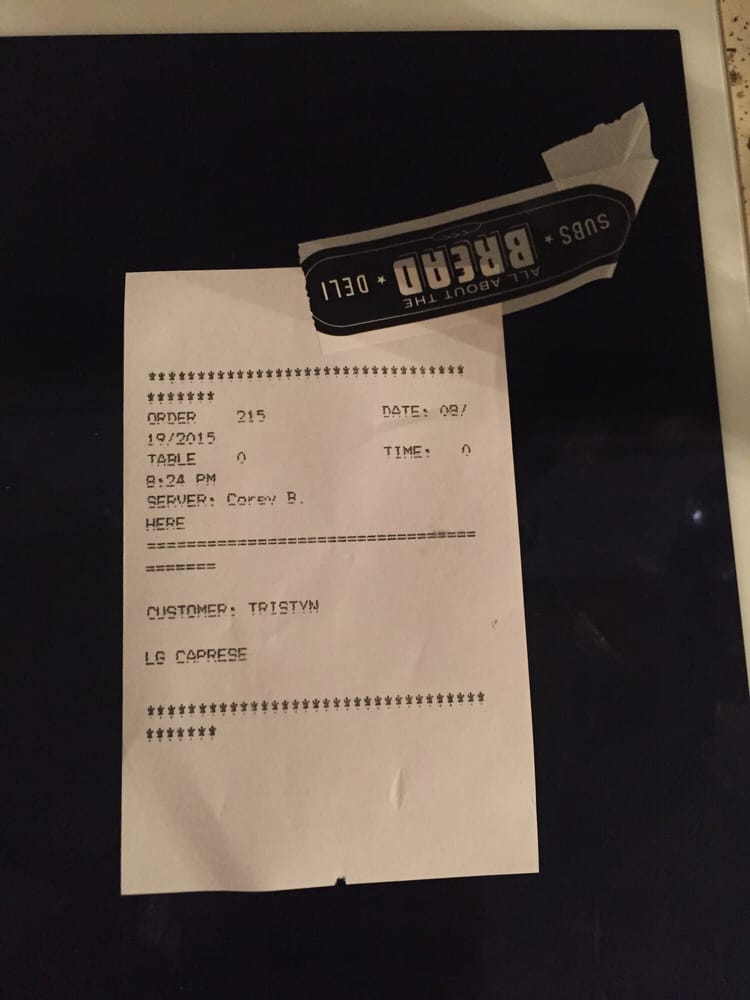 ALL ABOUT THE
SUBS ★ BREAD ★ DELI
*******************************
*******
ORDER 215 DATE: 08/
19/2015
TABLE 0 TIME: 0
8:24 PM
SERVER: Corey B.
HERE
=================================
=======
CUSTOMER: TRISTYN
LG CAPRESE
*********************************
*******